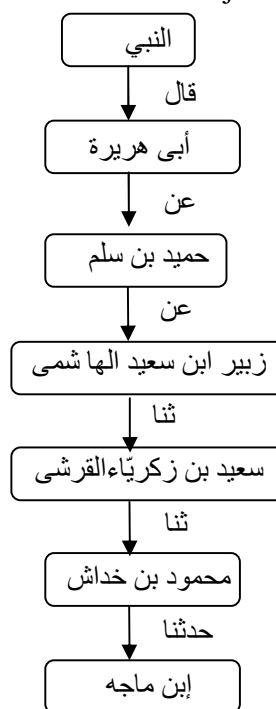 النبي
قال
أبى هريرة
عن
حميد بن سلم
عن
زبير ابن سعيد الها شمى
ثنا
سعيد بن زكريّاءالقرشى
ثنا
محمود بن خداش
حدثنا
إبن ماجه